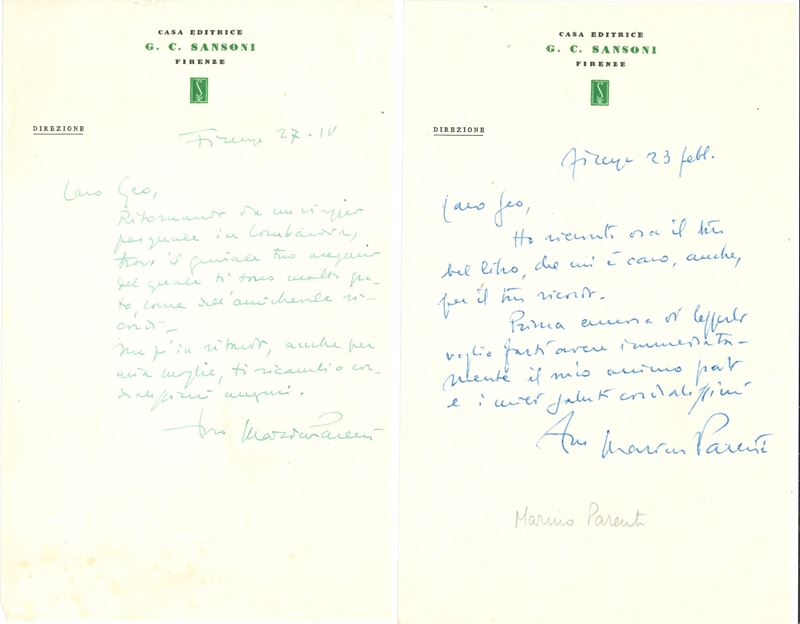 CASA EDITRICE
G. C. SANSONI
FIRENZE
S
DIREZIONE
Firenze 27-IV
Caro Geo,
Ritornando da un viaggio
pasquale in Lombardia,
trovo il geniale tuo augurio
del quale ti sono molto gra-
to, come dell'amichevole ri-
cordo.
Un po' in ritardo, anche per
mia moglie, ti ricambio cor-
dialissimi auguri.
Tuo Marino Parenti
CASA EDITRICE
G. C. SANSONI
FIRENZE
S
DIREZIONE
Firenze 23 febb.
Caro Geo,
Ho ricevuto ora il tuo
bel libro, che mi è caro, anche,
per il tuo ricordo.
Prima ancora di leggerlo
voglio farti avere immediata-
mente il mio animo grato
e i miei saluti cordialissimi
Tuo Marino Parenti
Marino Parenti